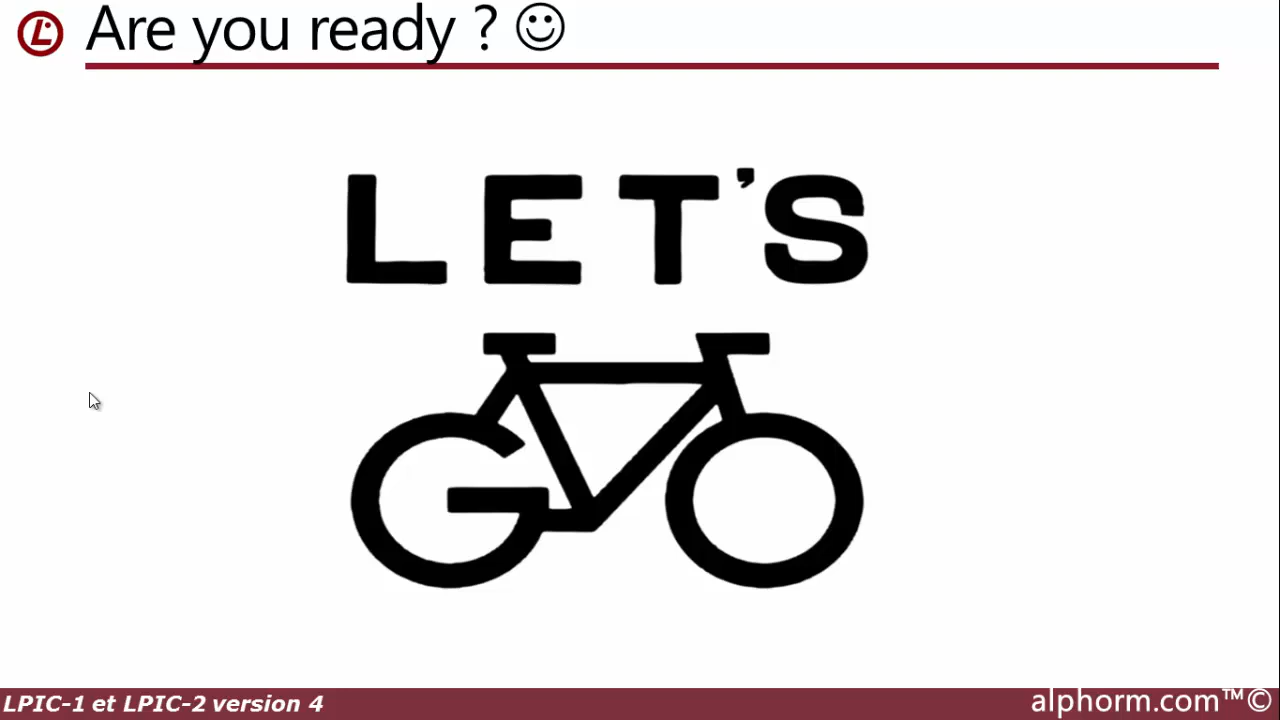 Are you ready ? ☺
LET'S
GO
LPIC-1 et LPIC-2 version 4
alphorm.com™©